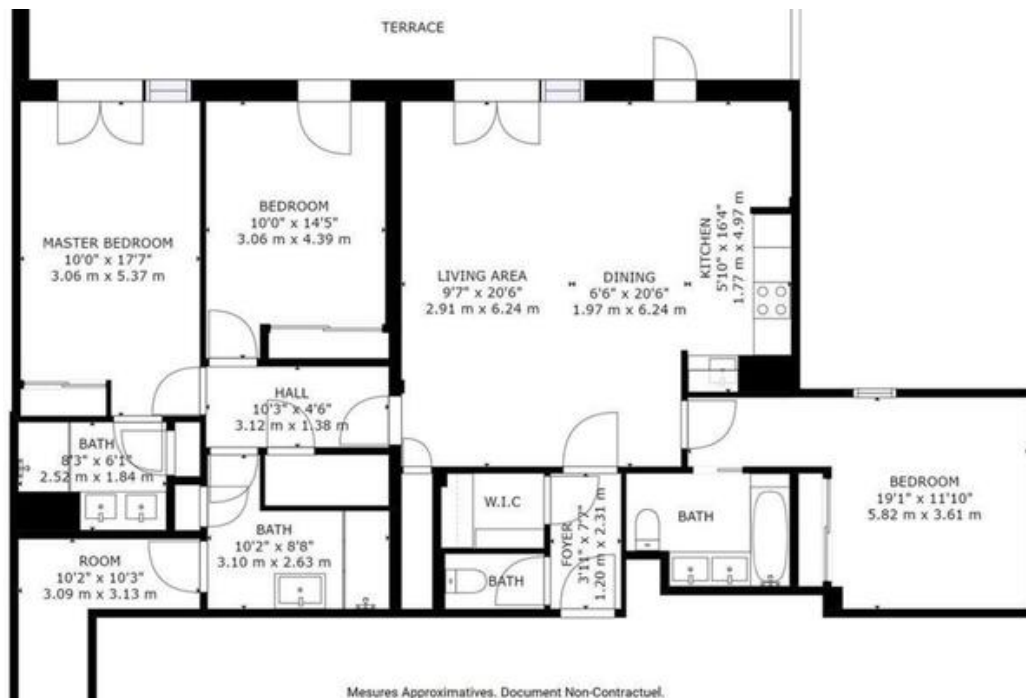 TERRACE
MASTER BEDROOM
10'0" x 17'7"
3.06 m x 5.37 m
BEDROOM
10'0" x 14'5"
3.06 m x 4.39 m
LIVING AREA
9'7" x 20'6"
2.91 m x 6.24 m
DINING
6'6" x 20'6"
1.97 m x 6.24 m
KITCHEN
5'10" x 16'4"
1.77 m x 4.97 m
HALL
10'3" x 4'6"
3.12 m x 1.38 m
BATH
8'3" x 6'1"
2.52 m x 1.84 m
BATH
10'2" x 8'8"
3.10 m x 2.63 m
ROOM
10'2" x 10'3"
3.09 m x 3.13 m
W.I.C
BATH
FOYER
3'11" x 7'7"
1.20 m x 2.31 m
BATH
BEDROOM
19'1" x 11'10"
5.82 m x 3.61 m
Mesures Approximatives. Document Non-Contractuel.